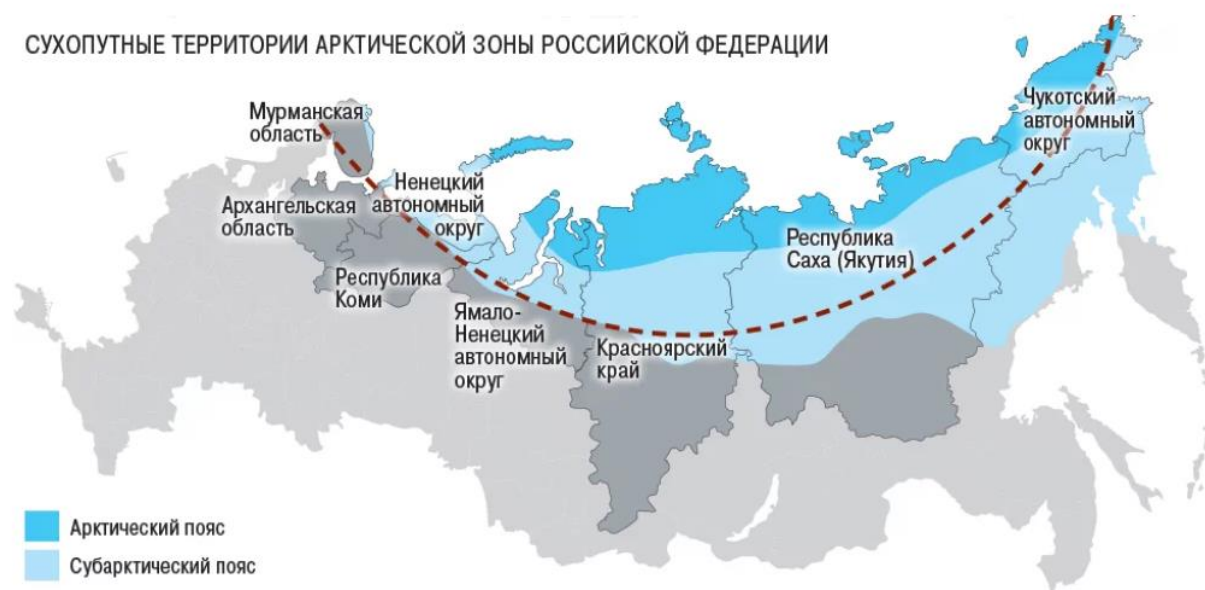 СУХОПУТНЫЕ ТЕРРИТОРИИ АРКТИЧЕСКОЙ ЗОНЫ РОССИЙСКОЙ ФЕДЕРАЦИИ
Мурманская
область
Чукотский
автономный
округ
Ненецкий
автономный
округ
Архангельская
область
Республика
Саха (Якутия)
Республика
Коми
Ямало-
Ненецкий
автономный
округ
Красноярский
край
Арктический пояс
Субарктический пояс